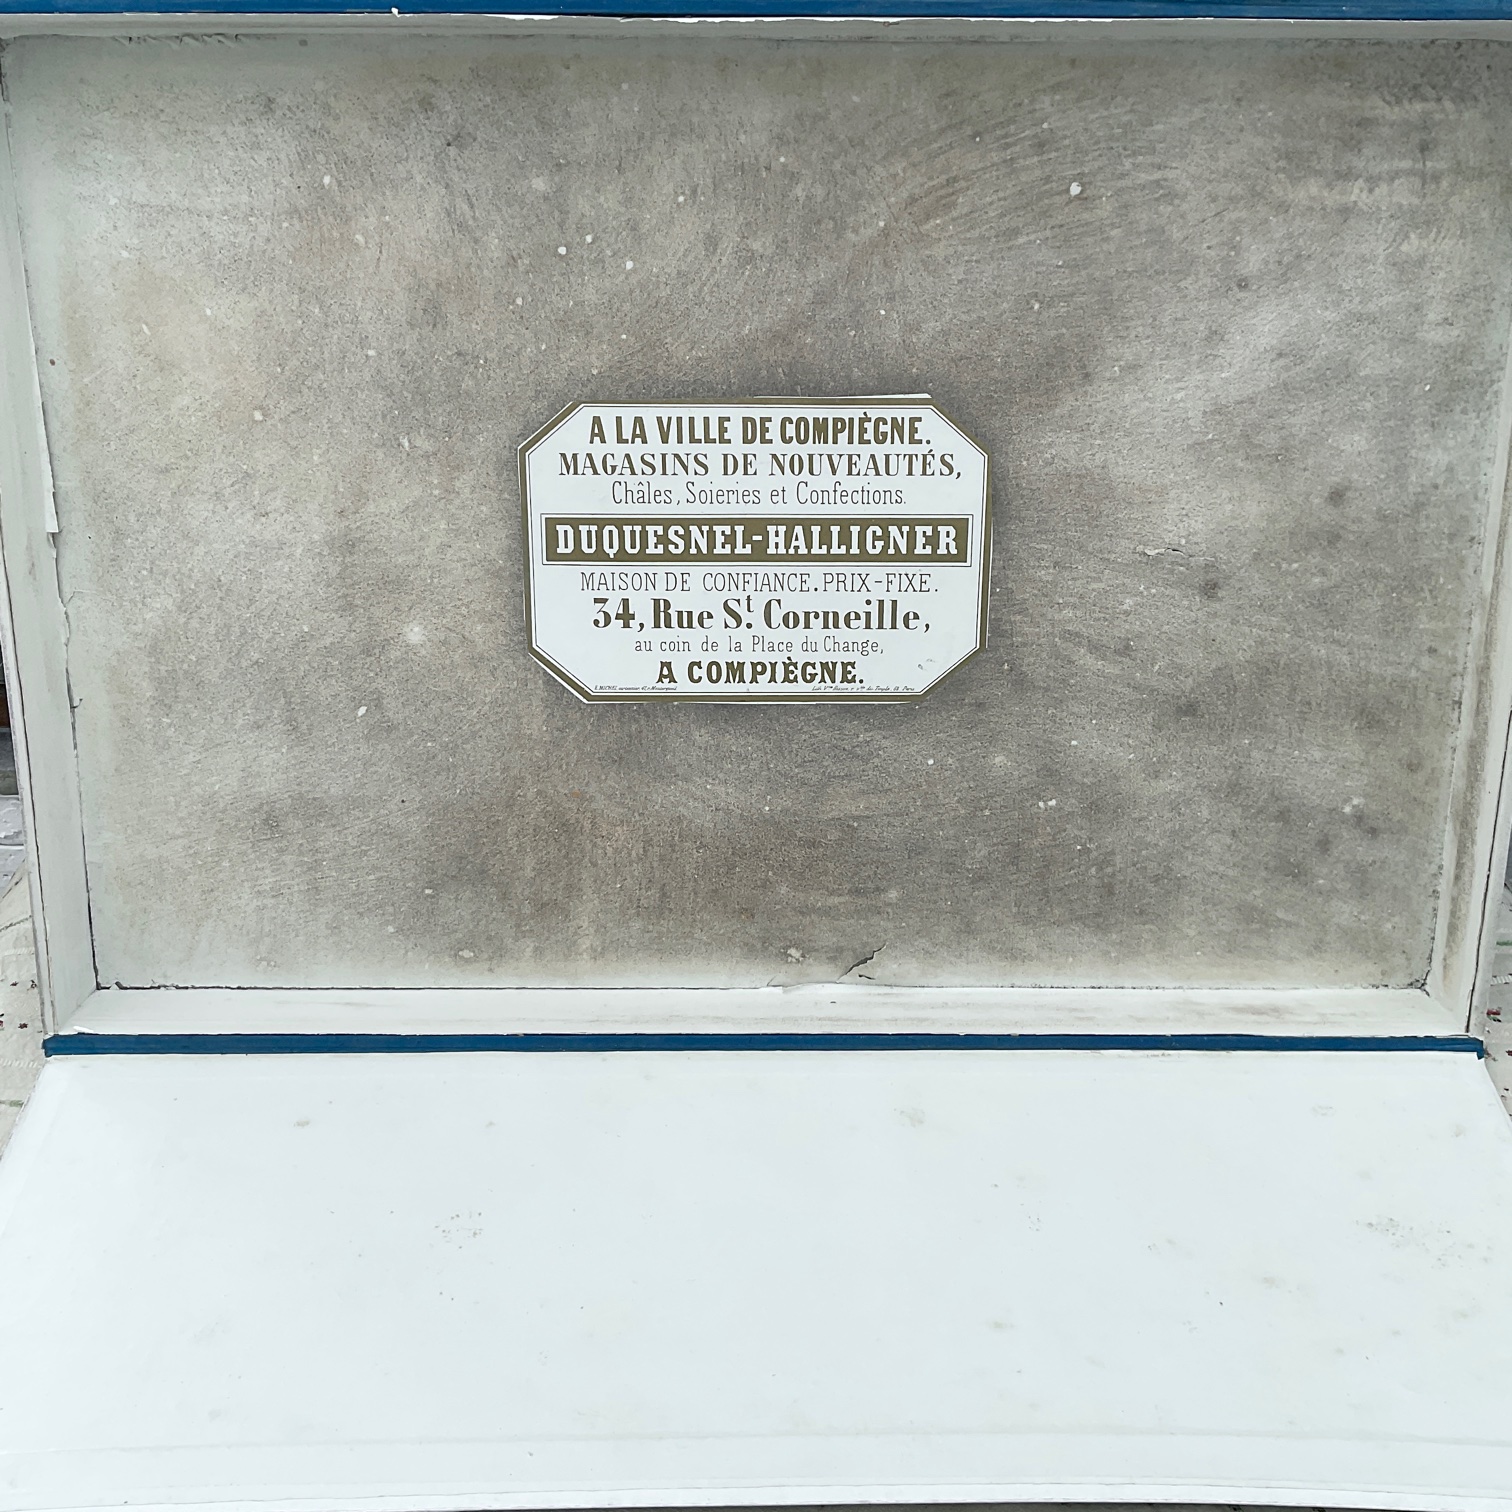 A LA VILLE DE COMPIÈGNE.
MAGASINS DE NOUVEAUTÉS,
Châles, Soieries et Confections.
DUQUESNEL-HALLIGNER
MAISON DE CONFIANCE. PRIX-FIXE.
34, Rue St. Corneille,
au coin de la Place du Change,
A COMPIÈGNE.